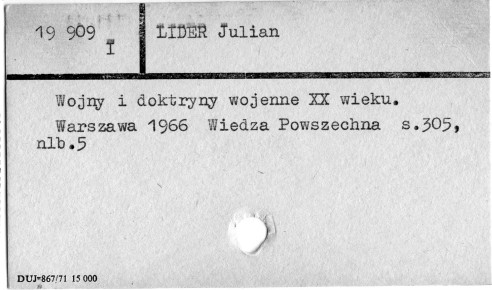 19 909
I
LIDER Julian
Wojny i doktryny wojenne XX wieku.
Warszawa 1966 Wiedza Powszechna s.305,
nlb.5
DUJ-867/71 15 000